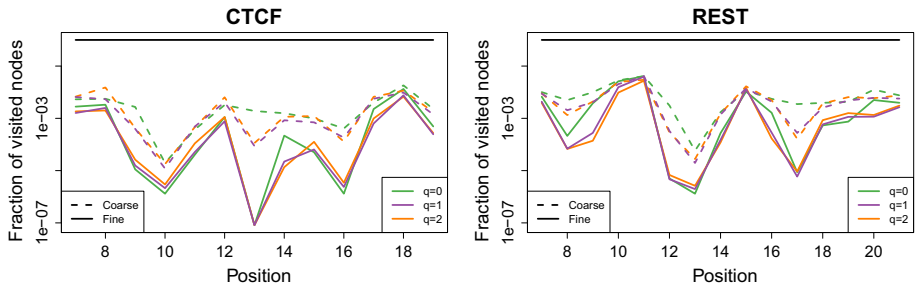 CTCF
Fraction of visited nodes
1e−03
1e−07
Coarse
Fine
q=0
q=1
q=2
8 10 12 14 16 18
Position
REST
Fraction of visited nodes
1e−03
1e−07
Coarse
Fine
q=0
q=1
q=2
8 10 12 14 16 18 20
Position